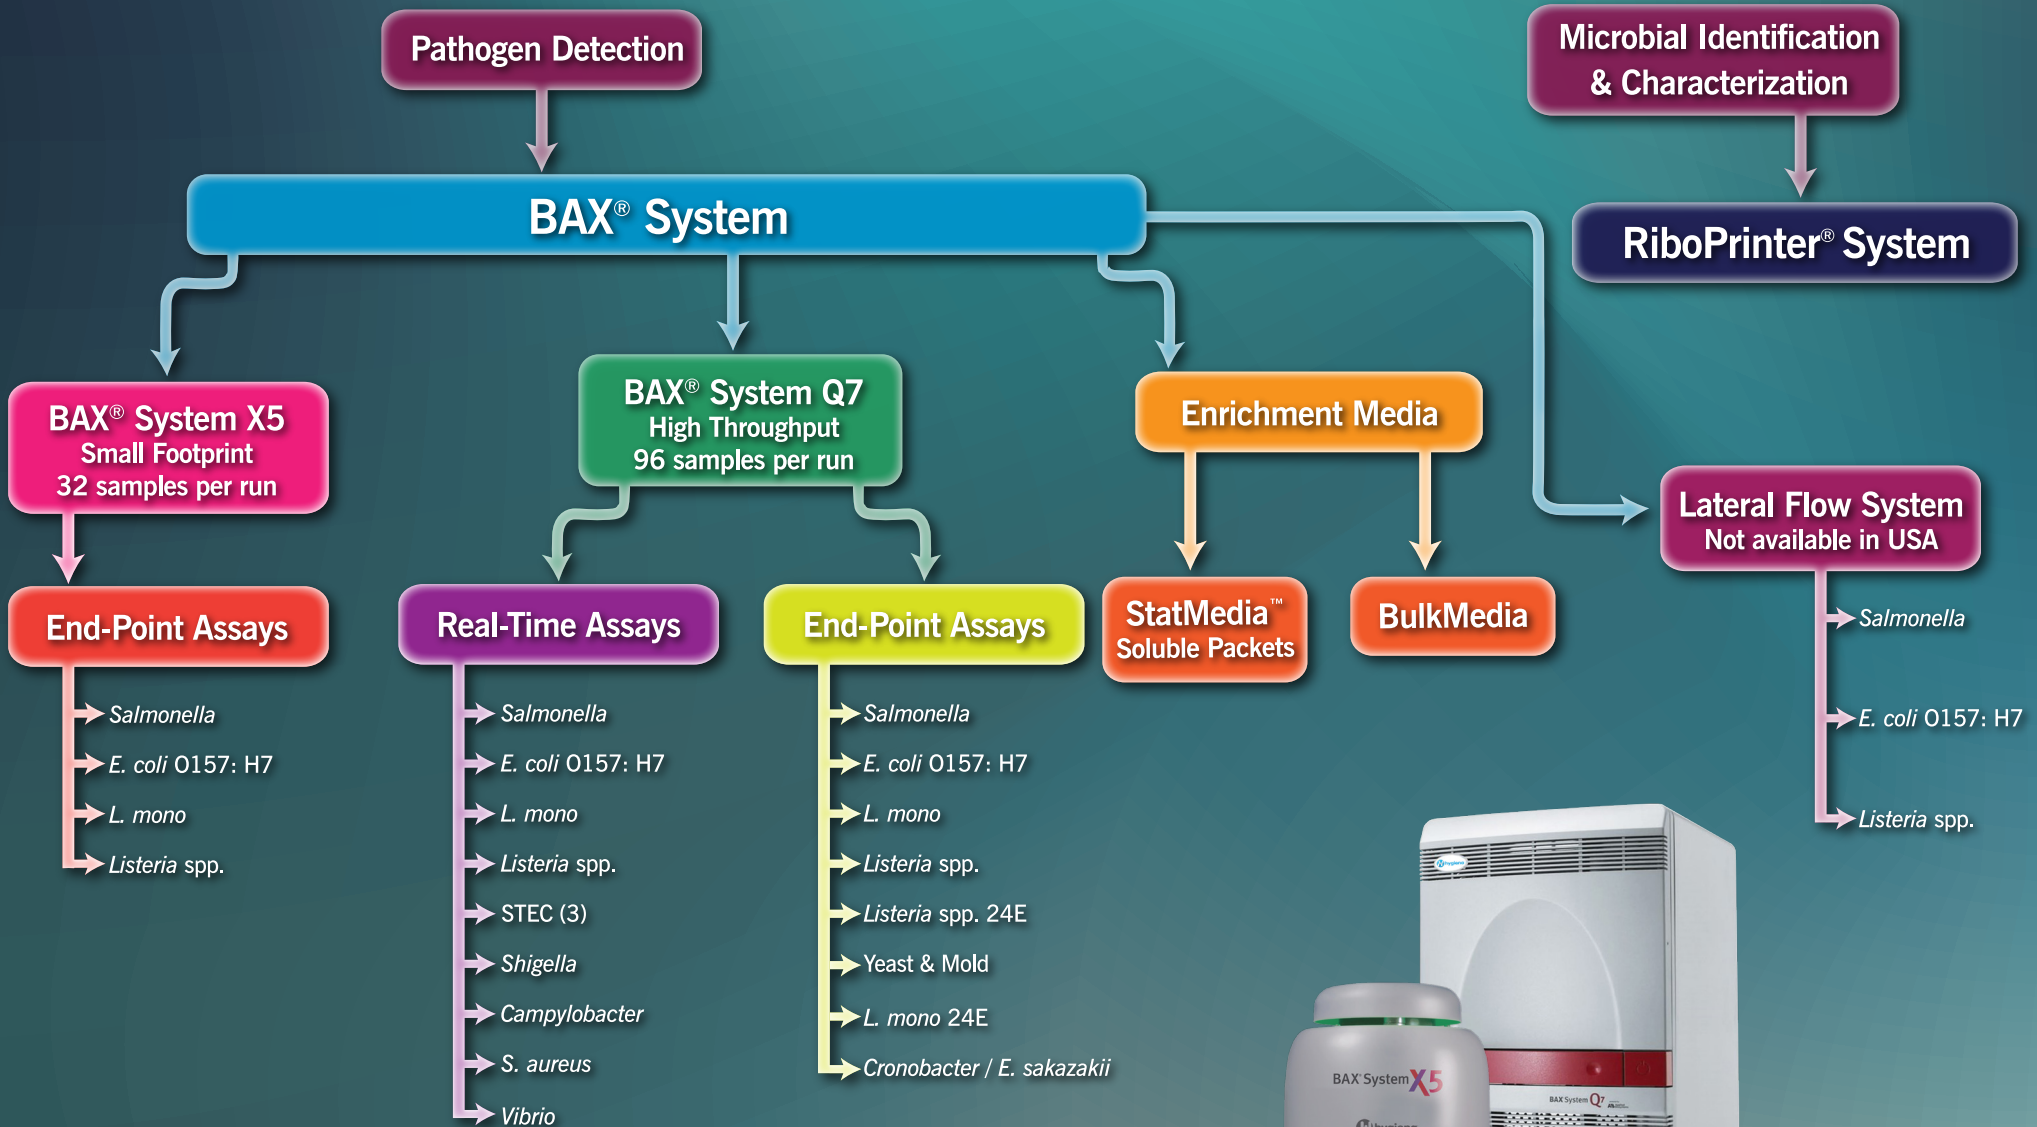 Pathogen Detection
Microbial Identification
& Characterization
BAX® System
RiboPrinter® System
BAX® System X5
Small Footprint
32 samples per run
BAX® System Q7
High Throughput
96 samples per run
Enrichment Media
Lateral Flow System
Not available in USA
End-Point Assays
Salmonella
E. coli O157: H7
L. mono
Listeria spp.
Real-Time Assays
Salmonella
E. coli O157: H7
L. mono
Listeria spp.
STEC (3)
Shigella
Campylobacter
S. aureus
Vibrio
End-Point Assays
Salmonella
E. coli O157: H7
L. mono
Listeria spp.
Listeria spp. 24E
Yeast & Mold
L. mono 24E
Cronobacter / E. sakazakii
StatMedia™
Soluble Packets
BulkMedia
Salmonella
E. coli O157: H7
Listeria spp.
hygiena
BAX® System X5
BAX System Q7
hygiena